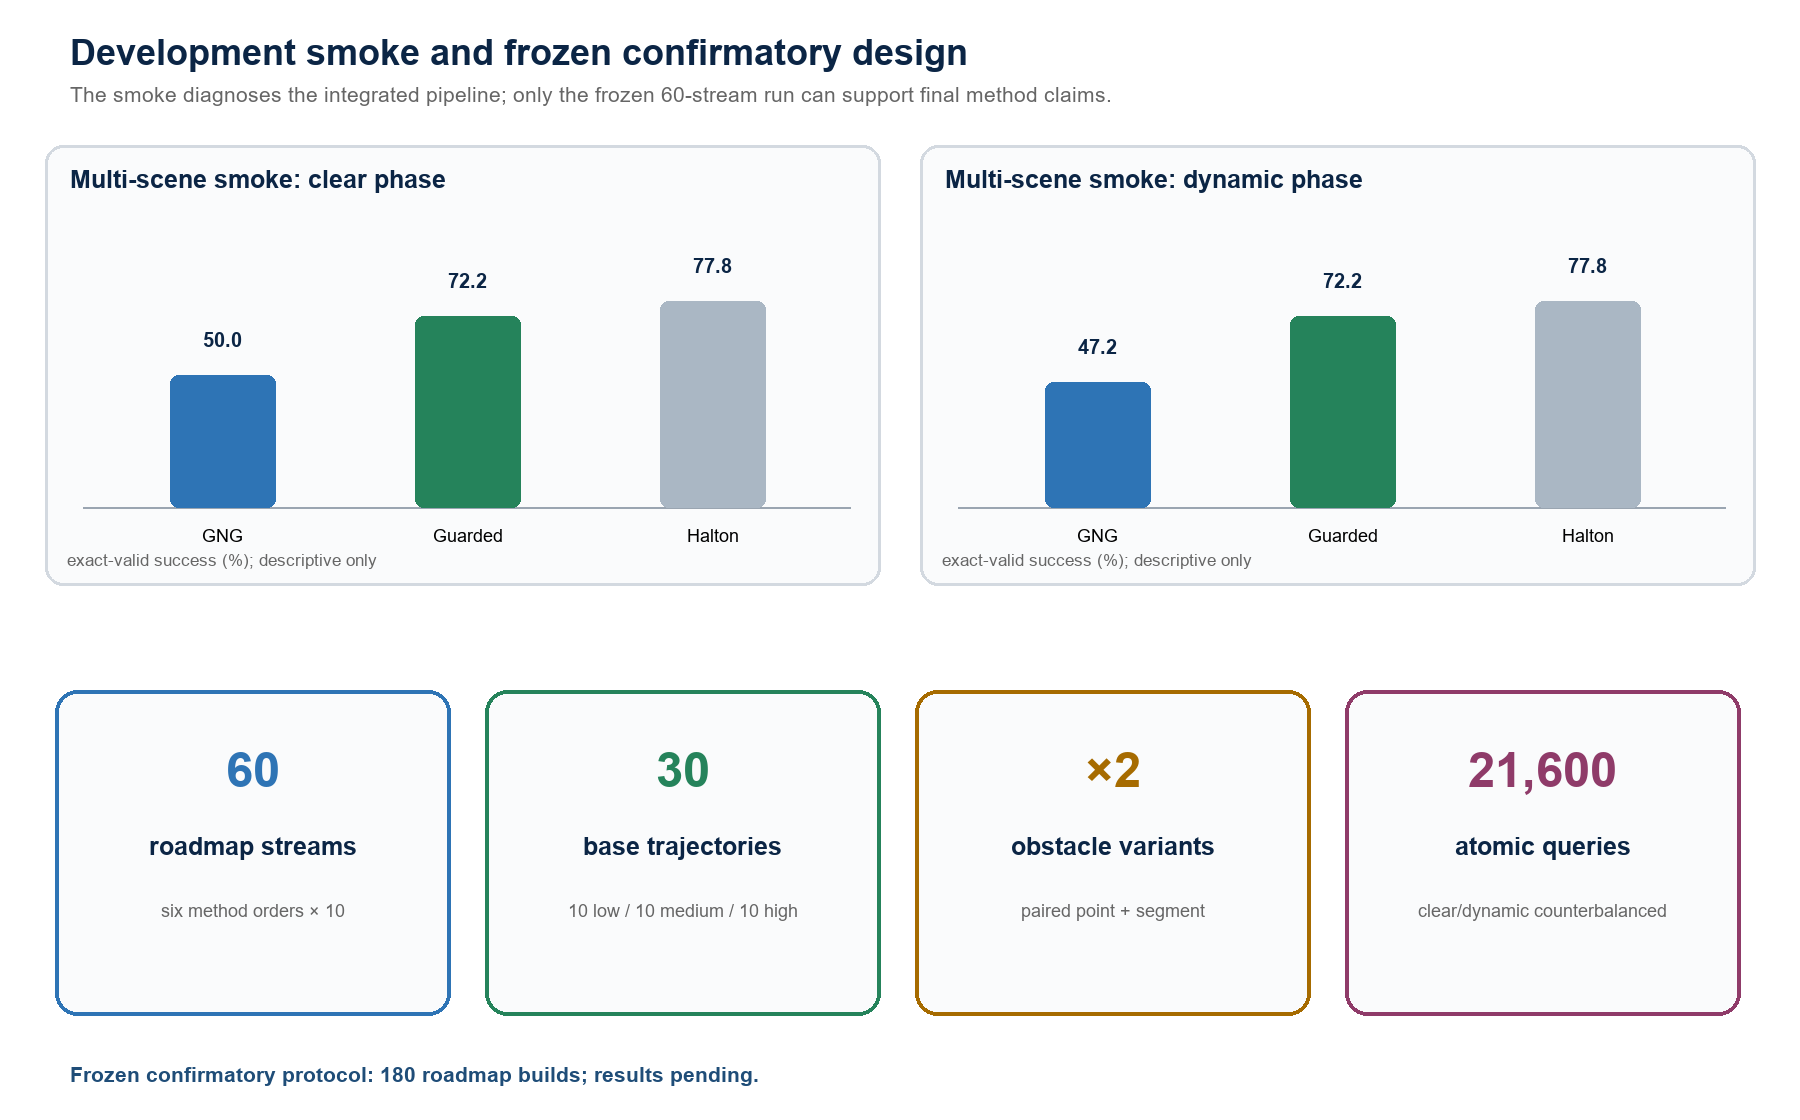 Development smoke and frozen confirmatory design
The smoke diagnoses the integrated pipeline; only the frozen 60-stream run can support final method claims.
Multi-scene smoke: clear phase
50.0
72.2
77.8
GNG
Guarded
Halton
exact-valid success (%); descriptive only
Multi-scene smoke: dynamic phase
47.2
72.2
77.8
GNG
Guarded
Halton
exact-valid success (%); descriptive only
60
roadmap streams
six method orders × 10
30
base trajectories
10 low / 10 medium / 10 high
×2
obstacle variants
paired point + segment
21,600
atomic queries
clear/dynamic counterbalanced
Frozen confirmatory protocol: 180 roadmap builds; results pending.